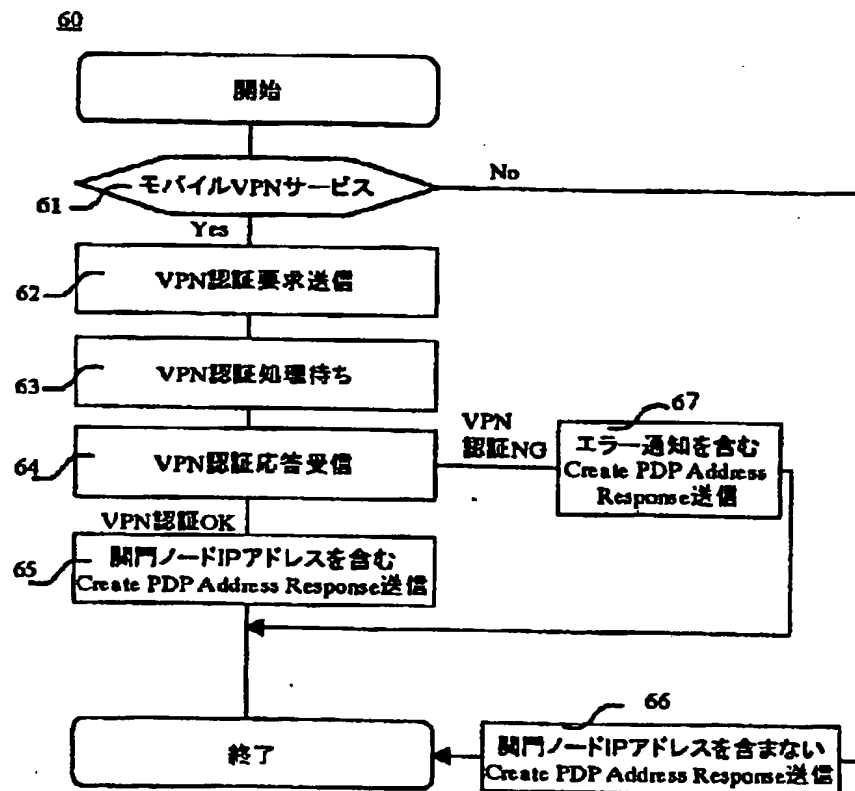 60
開始
モバイルVPNサービス
No
61
Yes
VPN認証要求送信
62
VPN認証処理待ち
63
VPN
認証NG
67
エラー通知を含む
Create PDP Address
Response送信
VPN認証応答受信
64
VPN認証OK
関門ノードIPアドレスを含む
Create PDP Address Response送信
65
66
関門ノードIPアドレスを含まない
Create PDP Address Response送信
終了